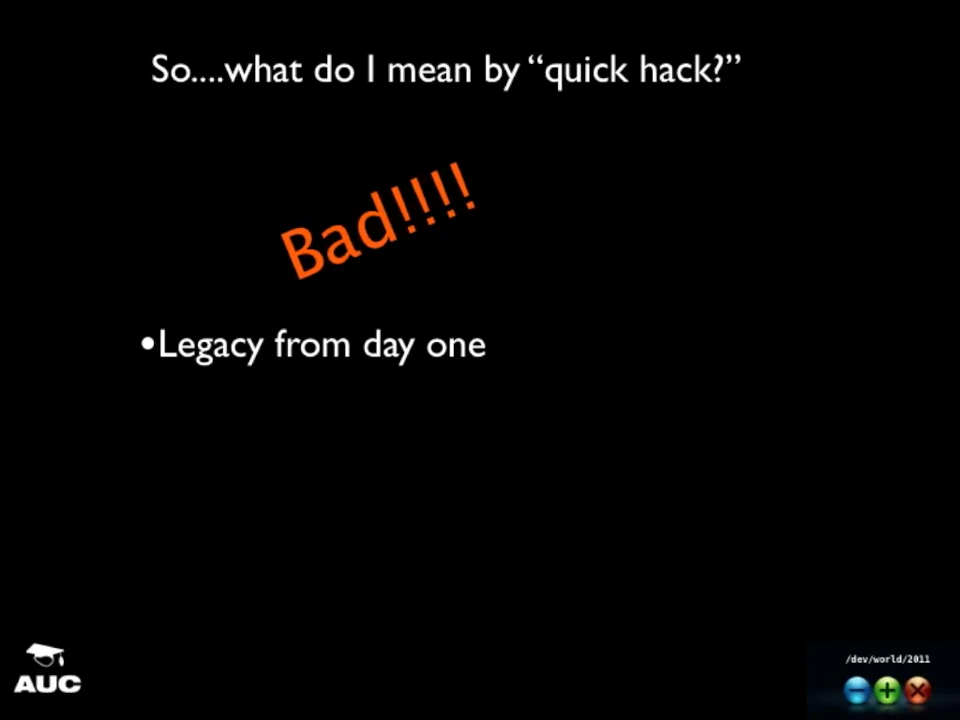 So....what do I mean by “quick hack?”
Bad!!!!
•Legacy from day one
AUC
/dev/world/2011